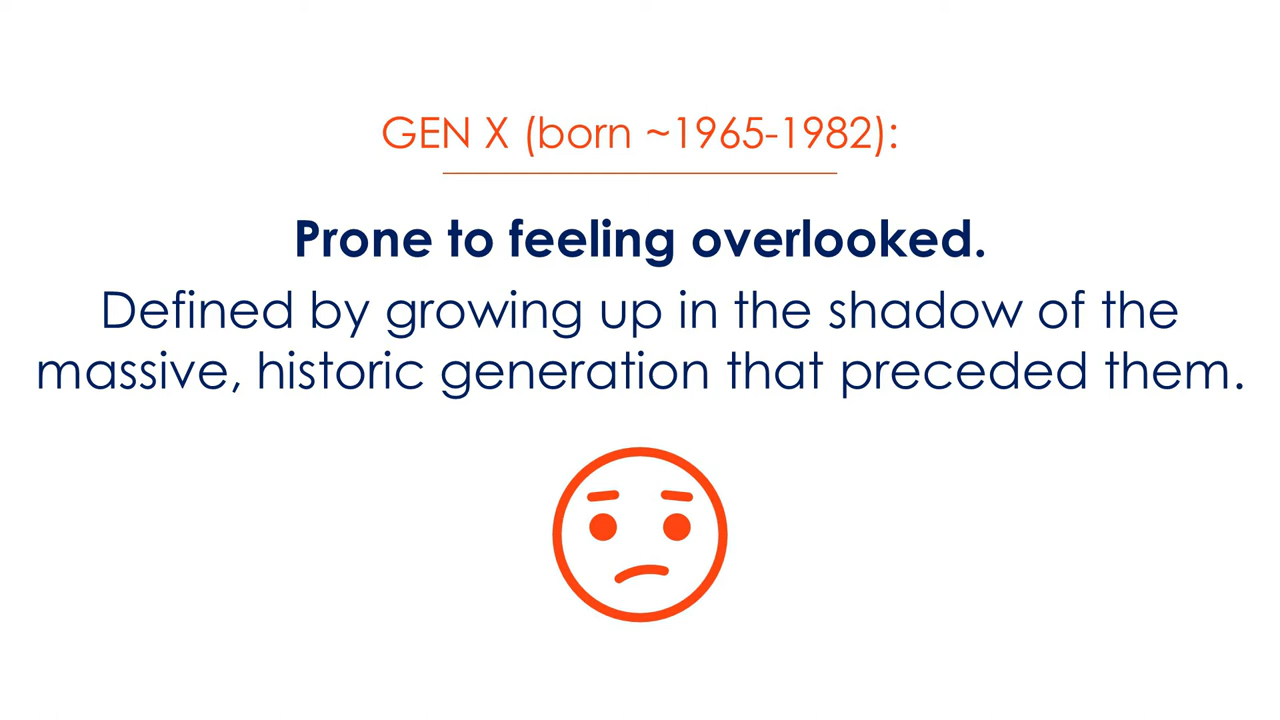 GEN X (born ~1965-1982):
Prone to feeling overlooked.
Defined by growing up in the shadow of the
massive, historic generation that preceded them.